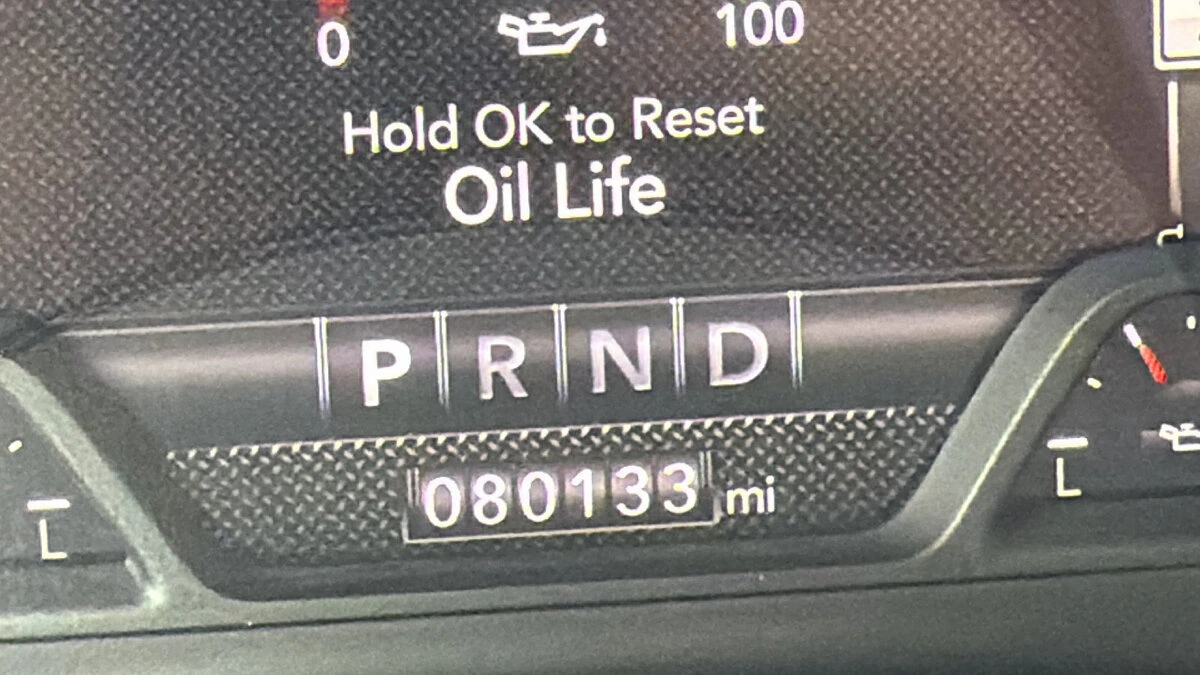 0 100
Hold OK to Reset
Oil Life
P R N D
080133 mi
L L